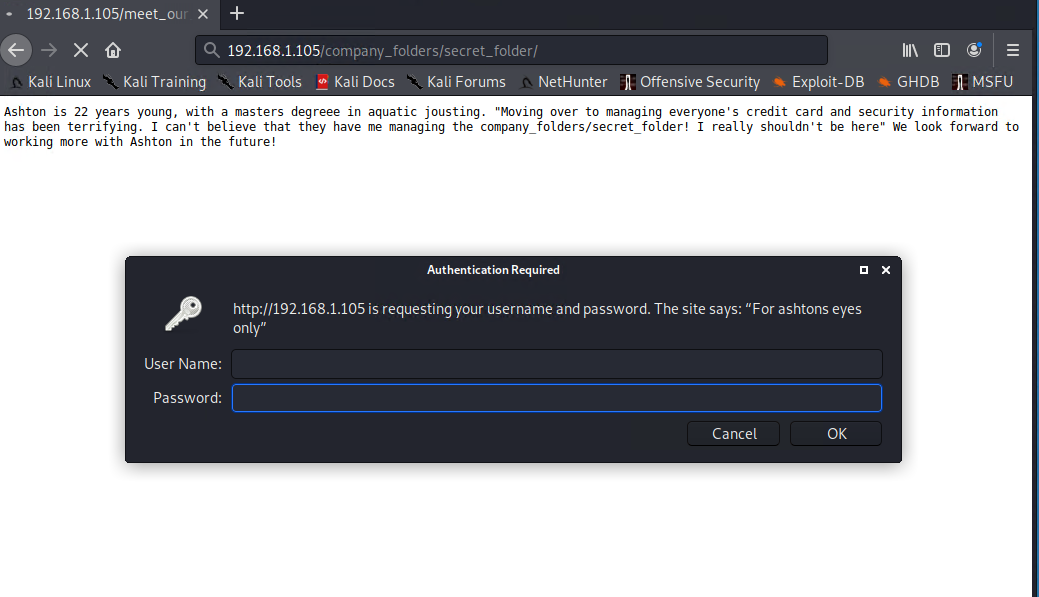 192.168.1.105/meet_our
192.168.1.105/company_folders/secret_folder/
Kali Linux Kali Training Kali Tools Kali Docs Kali Forums NetHunter Offensive Security Exploit-DB GHDB MSFU
Ashton is 22 years young, with a masters degreee in aquatic jousting. "Moving over to managing everyone's credit card and security information
has been terrifying. I can't believe that they have me managing the company_folders/secret_folder! I really shouldn't be here" We look forward to
working more with Ashton in the future!
Authentication Required
http://192.168.1.105 is requesting your username and password. The site says: “For ashtons eyes
only”
User Name:
Password:
Cancel OK